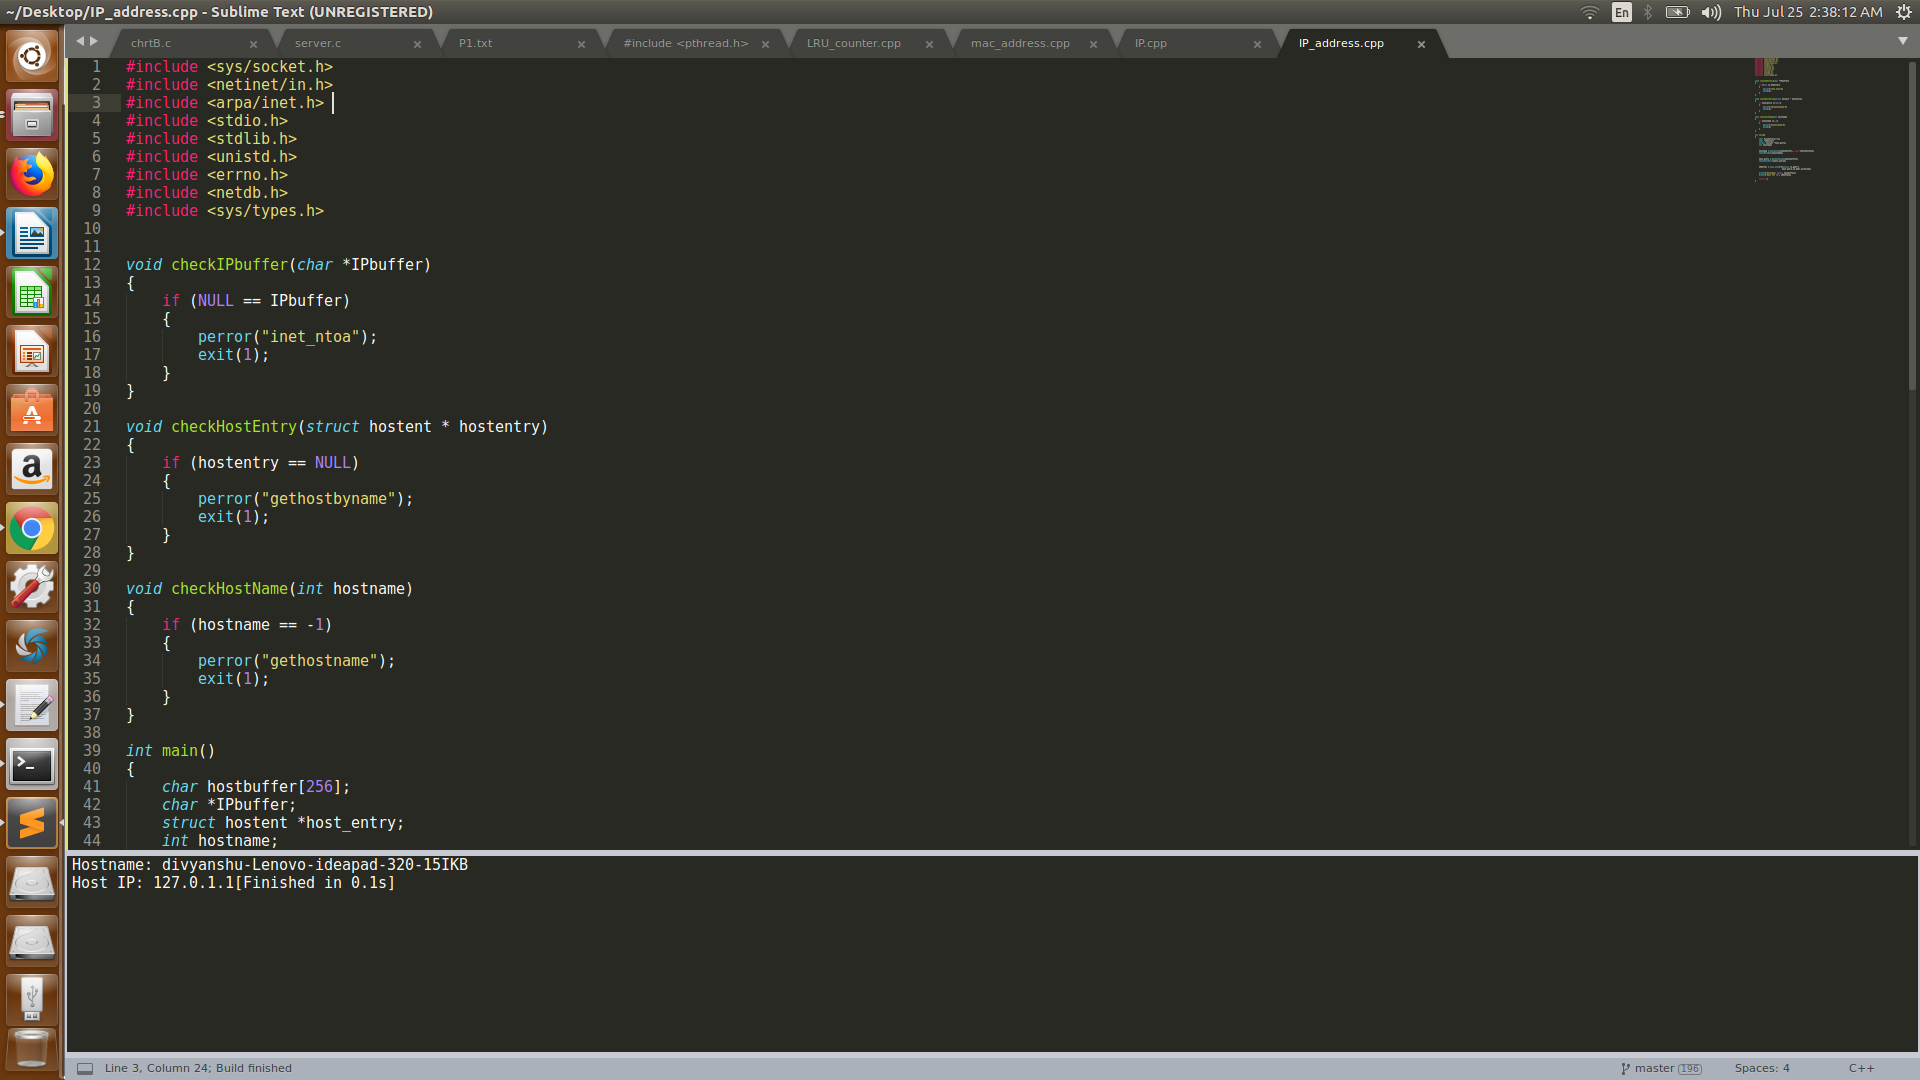 ~/Desktop/IP_address.cpp - Sublime Text (UNREGISTERED)
En
Thu Jul 25 2:38:12 AM
chrtB.c
server.c
P1.txt
#include <pthread.h>
LRU_counter.cpp
mac_address.cpp
IP.cpp
IP_address.cpp
1 #include <sys/socket.h>
2 #include <netinet/in.h>
3 #include <arpa/inet.h>
4 #include <stdio.h>
5 #include <stdlib.h>
6 #include <unistd.h>
7 #include <errno.h>
8 #include <netdb.h>
9 #include <sys/types.h>
10
11
12 void checkIPbuffer(char *IPbuffer)
13 {
14     if (NULL == IPbuffer)
15     {
16         perror("inet_ntoa");
17         exit(1);
18     }
19 }
20
21 void checkHostEntry(struct hostent * hostentry)
22 {
23     if (hostentry == NULL)
24     {
25         perror("gethostbyname");
26         exit(1);
27     }
28 }
29
30 void checkHostName(int hostname)
31 {
32     if (hostname == -1)
33     {
34         perror("gethostname");
35         exit(1);
36     }
37 }
38
39 int main()
40 {
41     char hostbuffer[256];
42     char *IPbuffer;
43     struct hostent *host_entry;
44     int hostname;
Hostname: divyanshu-Lenovo-ideapad-320-15IKB
Host IP: 127.0.1.1[Finished in 0.1s]
Line 3, Column 24; Build finished
master 196
Spaces: 4
C++